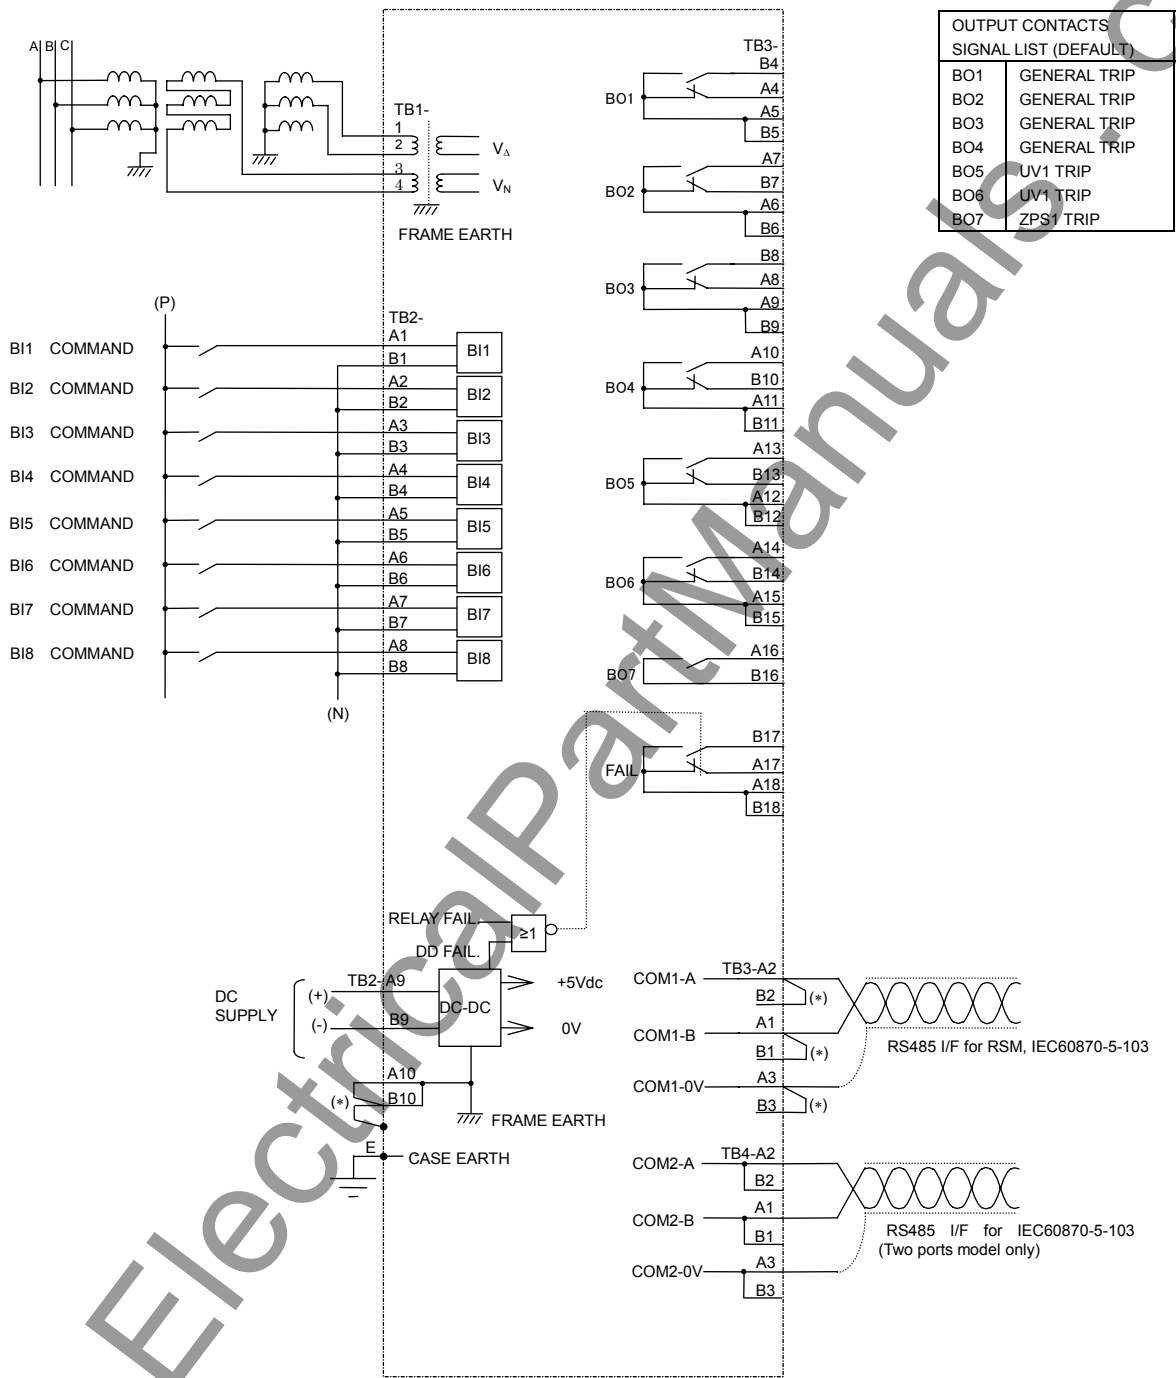 A B C
TB1-
1
2
3
4
V∆
VN
FRAME EARTH
(P)
TB2-
BI1 COMMAND A1 B1 BI1
BI2 COMMAND A2 B2 BI2
BI3 COMMAND A3 B3 BI3
BI4 COMMAND A4 B4 BI4
BI5 COMMAND A5 B5 BI5
BI6 COMMAND A6 B6 BI6
BI7 COMMAND A7 B7 BI7
BI8 COMMAND A8 B8 BI8
(N)
TB3-
BO1 B4 A4 A5 B5
BO2 A7 B7 A6 B6
BO3 B8 A8 A9 B9
BO4 A10 B10 A11 B11
BO5 A13 B13 A12 B12
BO6 A14 B14 A15 B15
BO7 A16 B16
FAIL B17 A17 A18 B18
OUTPUT CONTACTS
SIGNAL LIST (DEFAULT)
BO1 GENERAL TRIP
BO2 GENERAL TRIP
BO3 GENERAL TRIP
BO4 GENERAL TRIP
BO5 UV1 TRIP
BO6 UV1 TRIP
BO7 ZPS1 TRIP
RELAY FAIL.
≥1
DD FAIL.
DC SUPPLY
(+) TB2- A9
(-) B9
DC-DC
+5Vdc
0V
A10
(*) B10
FRAME EARTH
E CASE EARTH
COM1-A TB3-A2
B2 (*)
COM1-B A1
B1 (*)
COM1-0V A3
B3 (*)
RS485 I/F for RSM, IEC60870-5-103
COM2-A TB4-A2
B2
COM2-B A1
B1
COM2-0V A3
B3
RS485 I/F for IEC60870-5-103
(Two ports model only)
ElectricalPartManuals . c